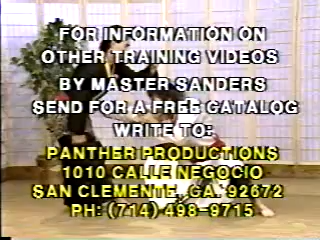 FOR INFORMATION ON
OTHER TRAINING VIDEOS
BY MASTER SANDERS
SEND FOR A FREE CATALOG
WRITE TO:
PANTHER PRODUCTIONS
1010 CALLE NEGOCIO
SAN CLEMENTE, CA. 92672
PH: (714) 498-9715